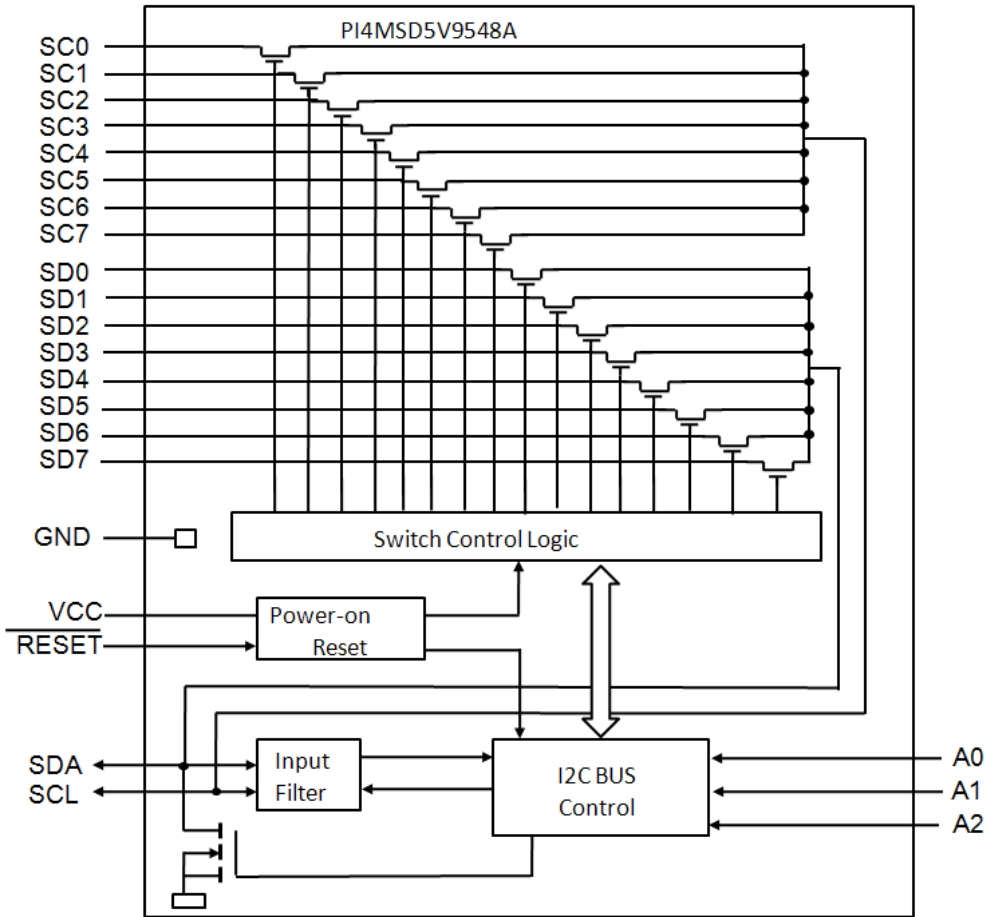 PI4MSD5V9548A
SC0
SC1
SC2
SC3
SC4
SC5
SC6
SC7
SD0
SD1
SD2
SD3
SD4
SD5
SD6
SD7
GND
Switch Control Logic
VCC
RESET
Power-on
Reset
SDA
SCL
Input
Filter
I2C BUS
Control
A0
A1
A2